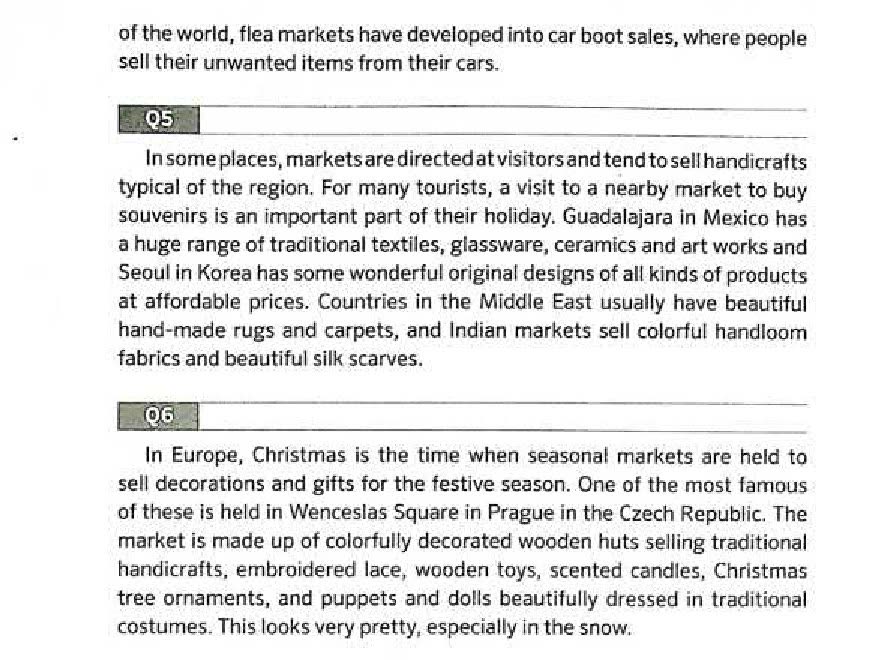 of the world, flea markets have developed into car boot sales, where people
sell their unwanted items from their cars.
Q5
In some places, markets are directed at visitors and tend to sell handicrafts
typical of the region. For many tourists, a visit to a nearby market to buy
souvenirs is an important part of their holiday. Guadalajara in Mexico has
a huge range of traditional textiles, glassware, ceramics and art works and
Seoul in Korea has some wonderful original designs of all kinds of products
at affordable prices. Countries in the Middle East usually have beautiful
hand-made rugs and carpets, and Indian markets sell colorful handloom
fabrics and beautiful silk scarves.
Q6
In Europe, Christmas is the time when seasonal markets are held to
sell decorations and gifts for the festive season. One of the most famous
of these is held in Wenceslas Square in Prague in the Czech Republic. The
market is made up of colorfully decorated wooden huts selling traditional
handicrafts, embroidered lace, wooden toys, scented candles, Christmas
tree ornaments, and puppets and dolls beautifully dressed in traditional
costumes. This looks very pretty, especially in the snow.